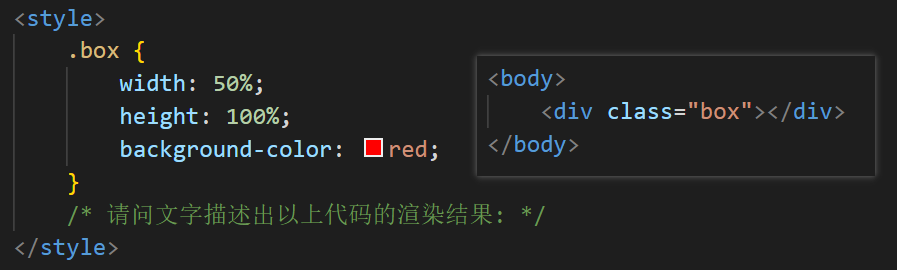 <style>
.box {
width: 50%;
height: 100%;
background-color: red;
}
/* 请问文字描述出以上代码的渲染结果: */
</style>
<body>
<div class="box"></div>
</body>